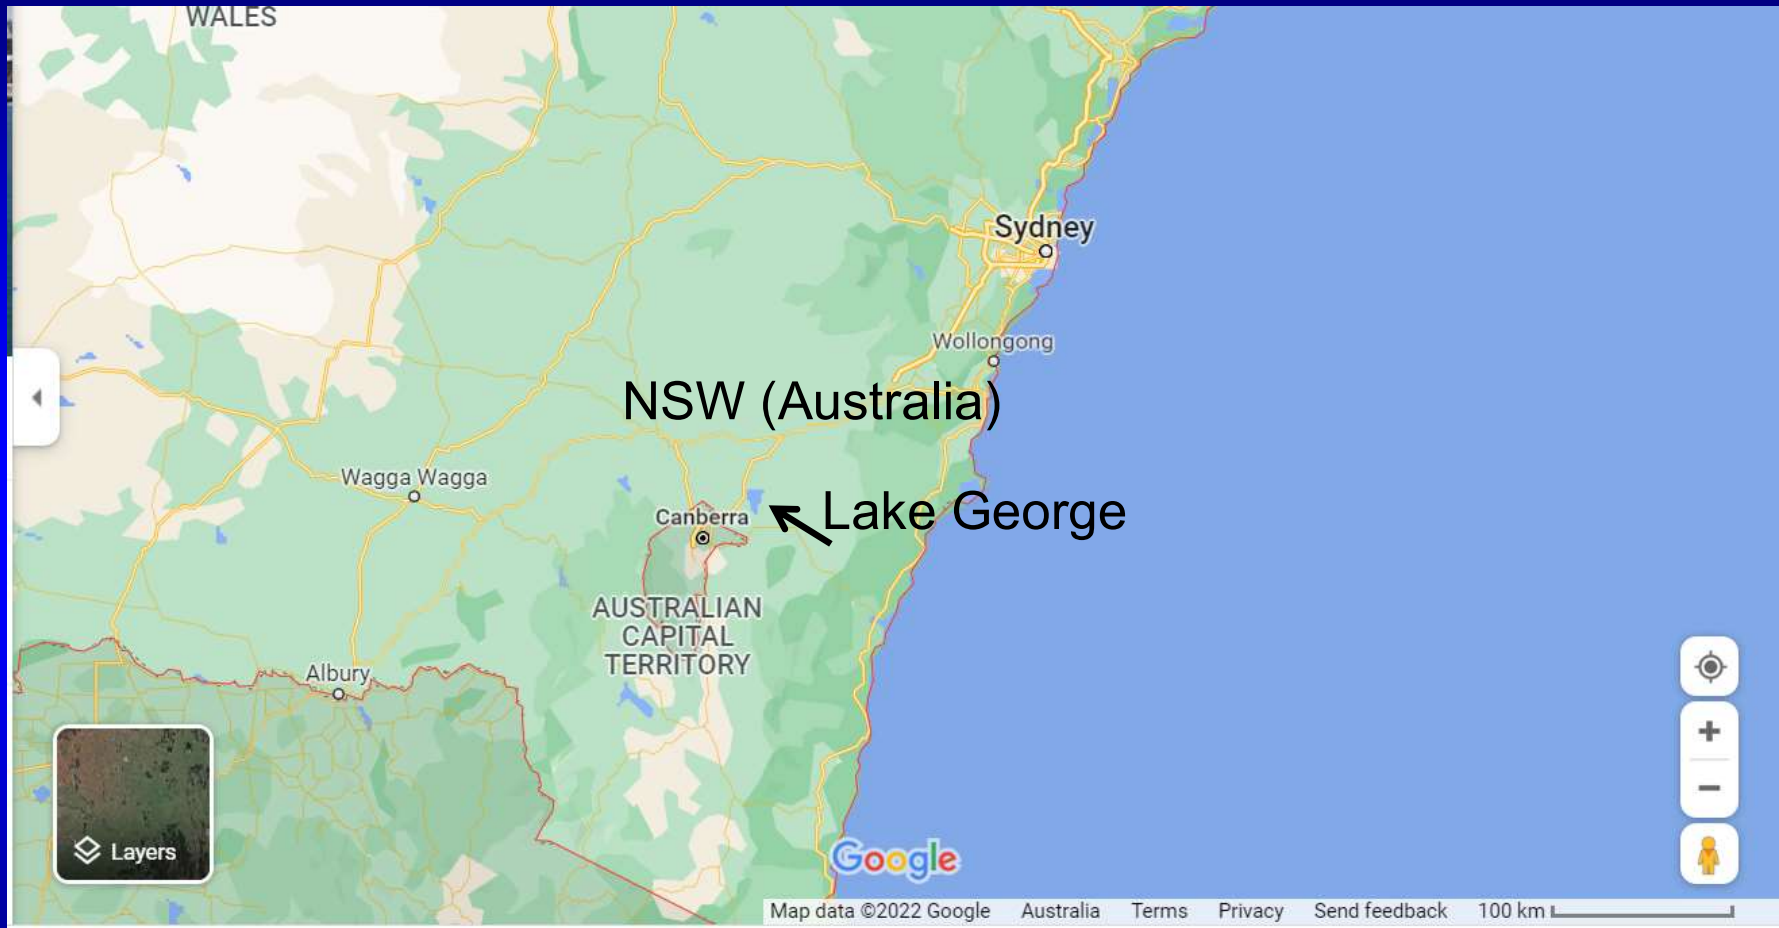 WALES
Sydney
Wollongong
NSW (Australia)
Wagga Wagga
Lake George
Canberra
AUSTRALIAN
CAPITAL
TERRITORY
Albury
Layers
Google
Map data ©2022 Google Australia Terms Privacy Send feedback 100 km